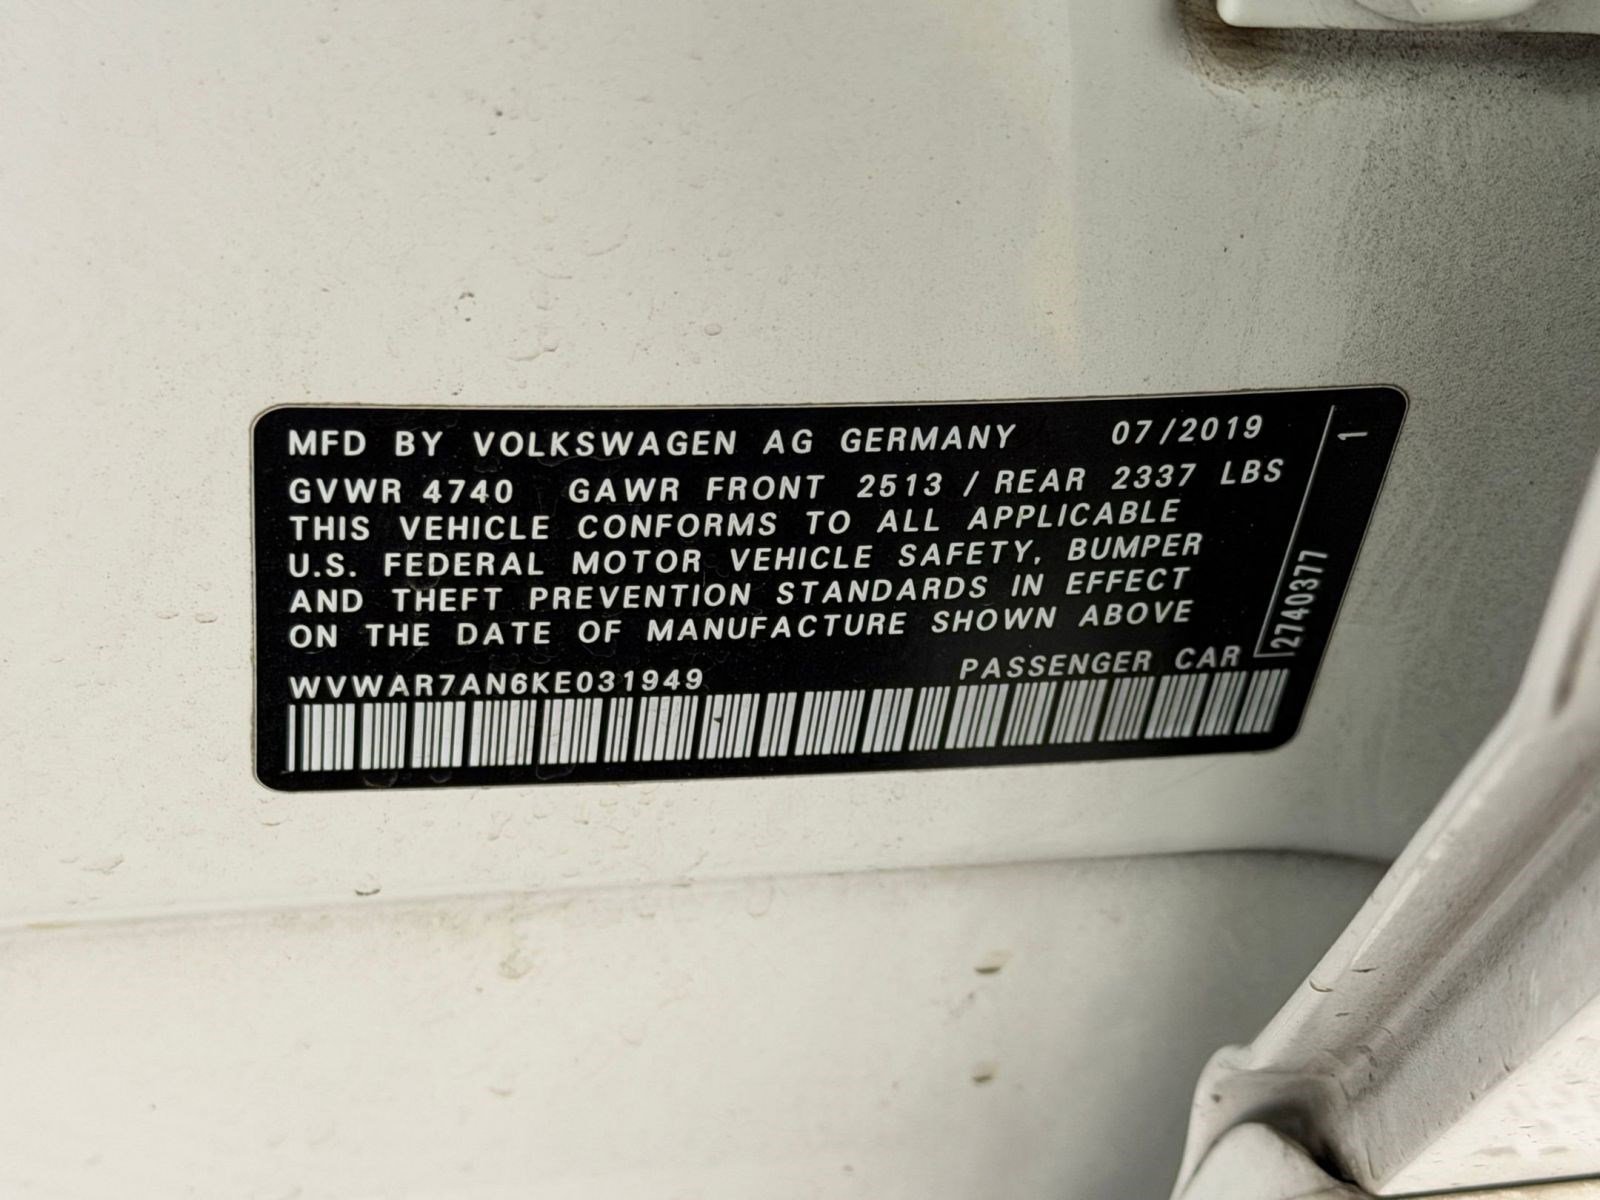 MFD BY VOLKSWAGEN AG GERMANY 07/2019
GVWR 4740 GAWR FRONT 2513 / REAR 2337 LBS
THIS VEHICLE CONFORMS TO ALL APPLICABLE
U.S. FEDERAL MOTOR VEHICLE SAFETY, BUMPER
AND THEFT PREVENTION STANDARDS IN EFFECT
ON THE DATE OF MANUFACTURE SHOWN ABOVE
WVWAR7AN6KE031949 PASSENGER CAR
2740377 1